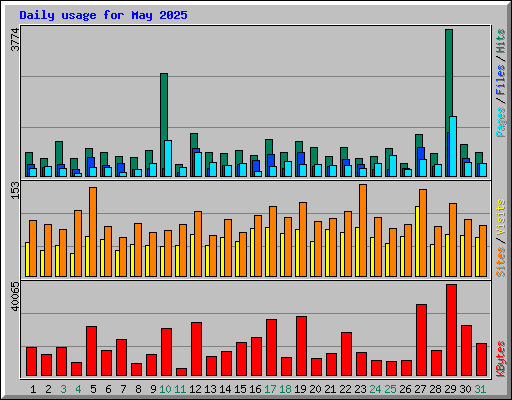 Daily usage for May 2025
3774
Pages / Files / Hits
153
Sites / Visits
40065
KBytes
1 2 3 4 5 6 7 8 9 10 11 12 13 14 15 16 17 18 19 20 21 22 23 24 25 26 27 28 29 30 31